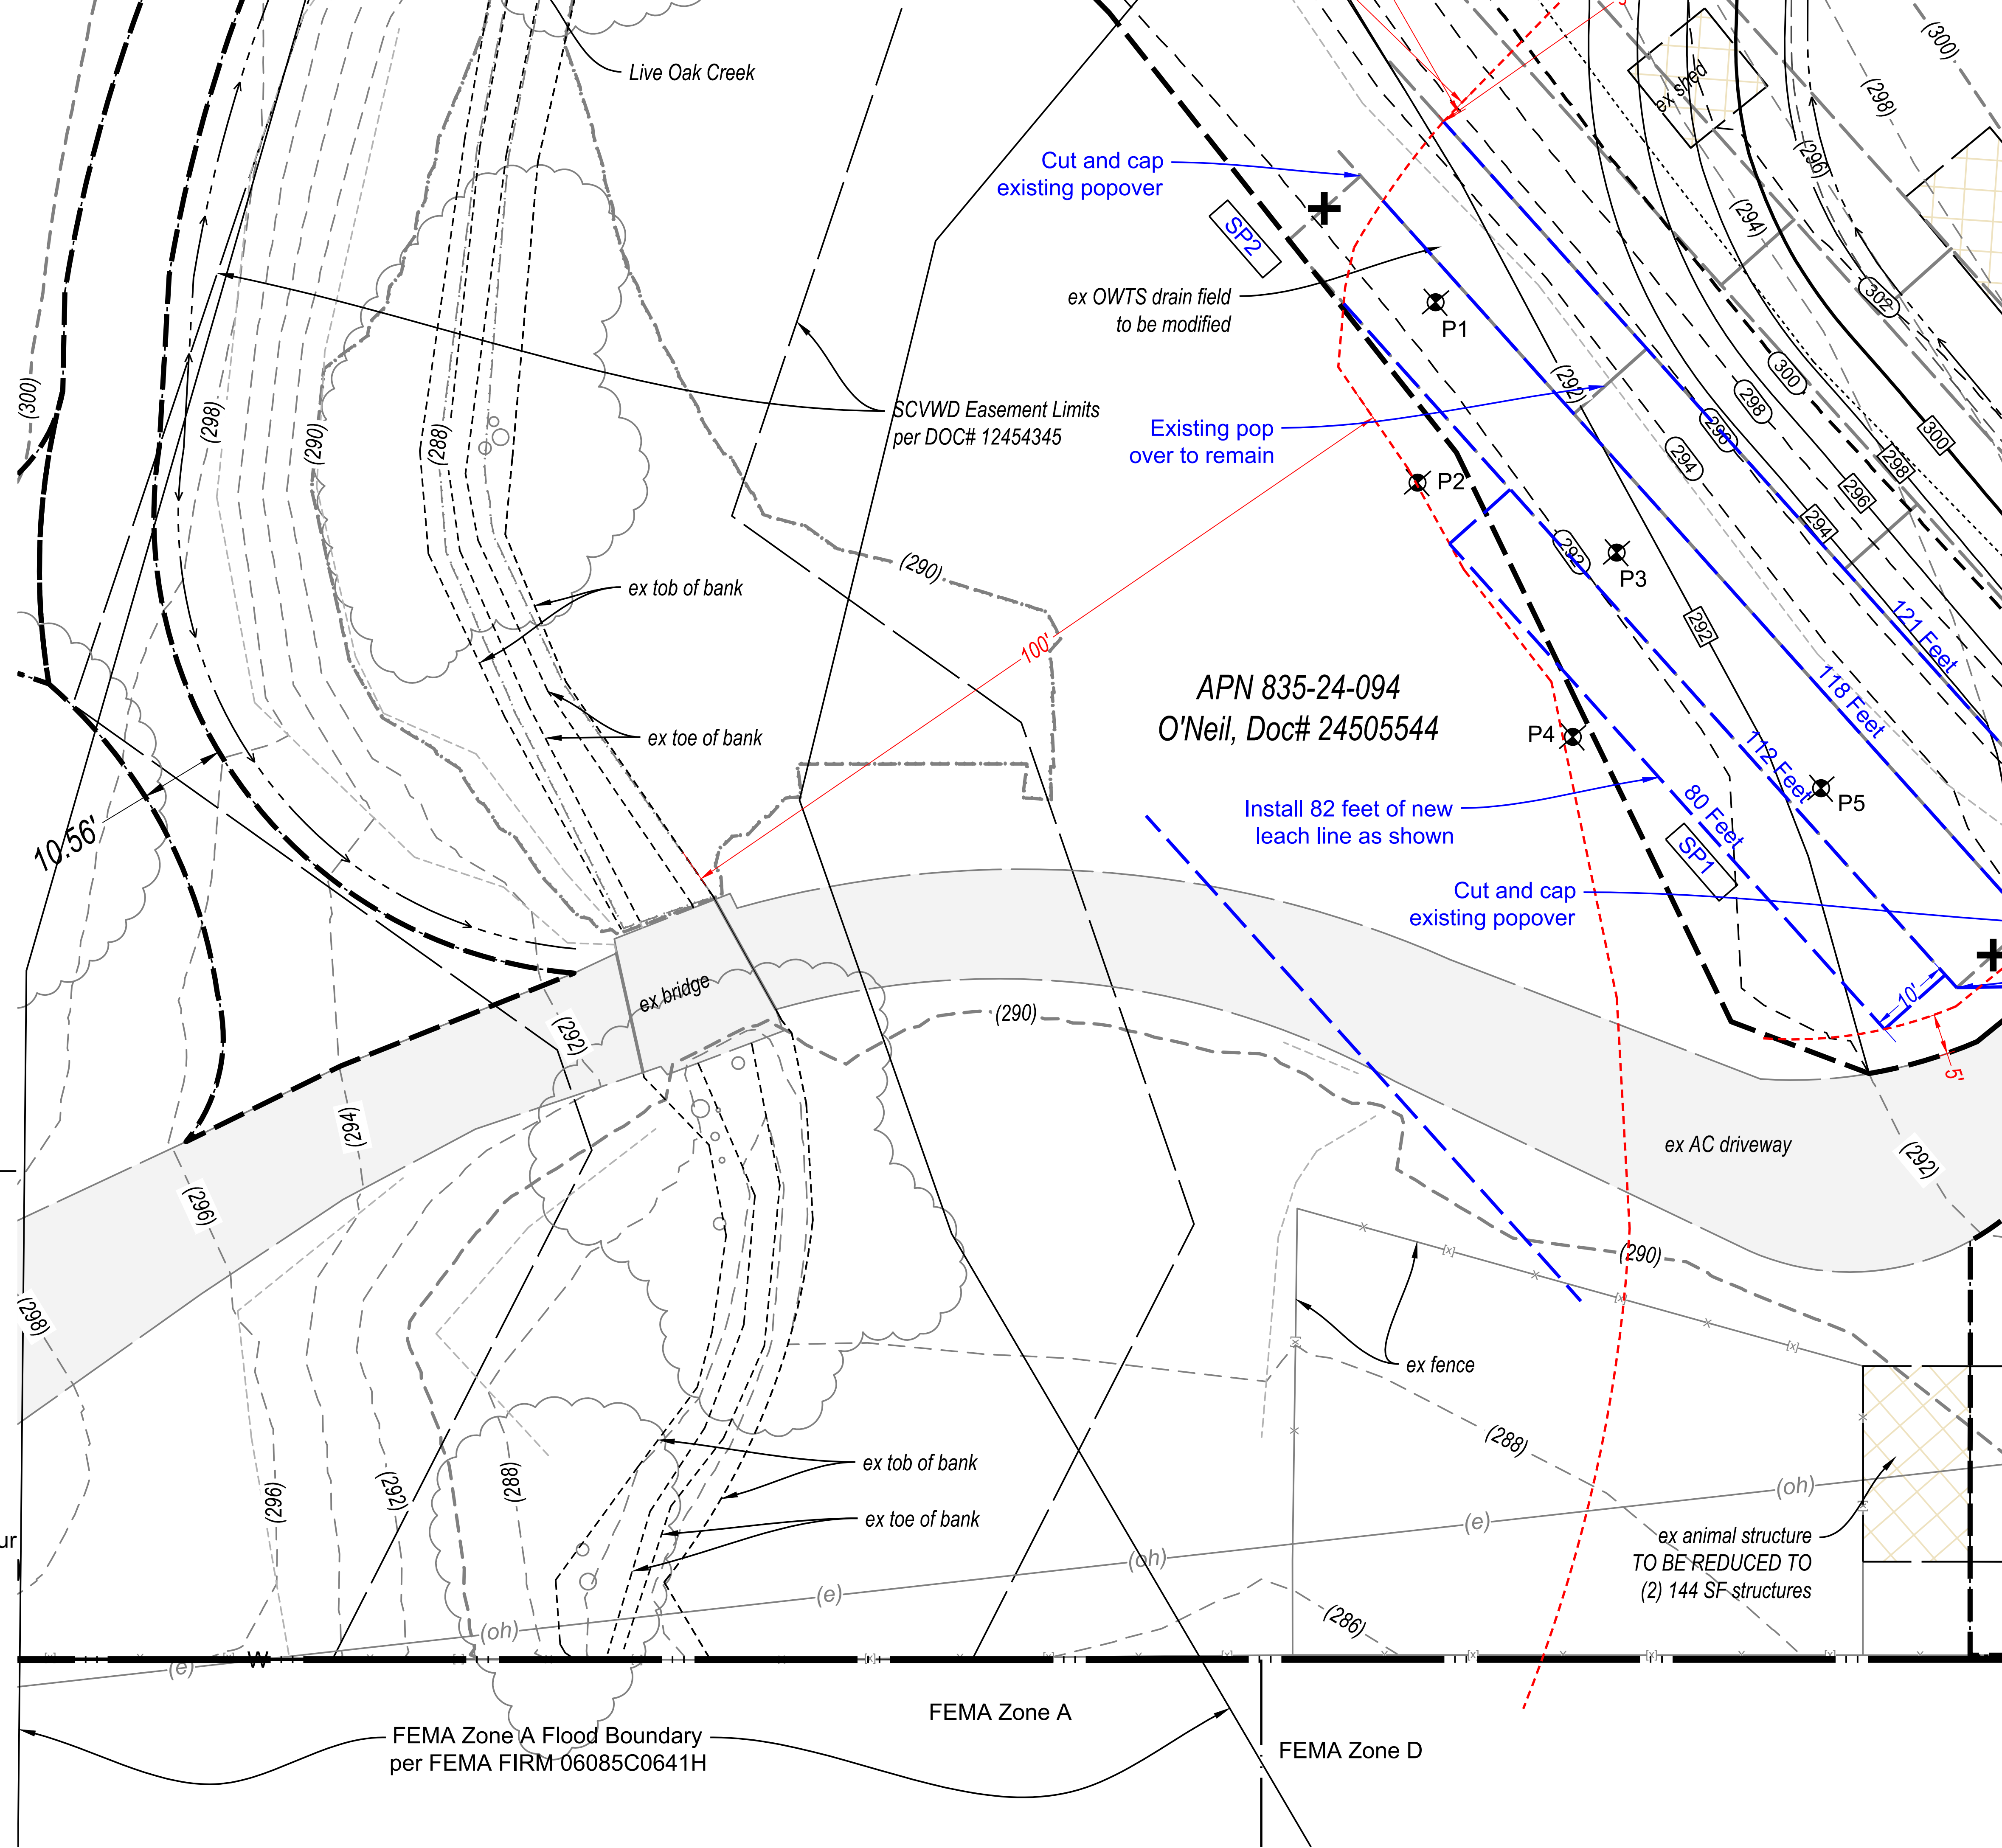 Live Oak Creek
(300)
(298)
ex shed
(296)
(294)
Cut and cap
existing popover
SP2
ex OWTS drain field
to be modified
P1
302
300
298
296
294
(292)
300
298
296
294
(300)
(298)
(290)
(288)
SCVWD Easement Limits
per DOC# 12454345
Existing pop
over to remain
P2
292
P3
292
121 Feet
118 Feet
112 Feet
80 Feet
(290)
ex tob of bank
100'
APN 835-24-094
O'Neil, Doc# 24505544
ex toe of bank
P4
P5
Install 82 feet of new
leach line as shown
SP1
10.56'
Cut and cap
existing popover
10'
5'
ex bridge
(290)
(292)
(294)
(296)
(298)
ex AC driveway
(292)
(290)
ex fence
(288)
ex tob of bank
ex toe of bank
(296)
(292)
(288)
(oh)
(e)
(oh)
(e)
(oh)
(e)
W
ex animal structure
TO BE REDUCED TO
(2) 144 SF structures
(286)
ur
FEMA Zone A
FEMA Zone A Flood Boundary
per FEMA FIRM 06085C0641H
FEMA Zone D